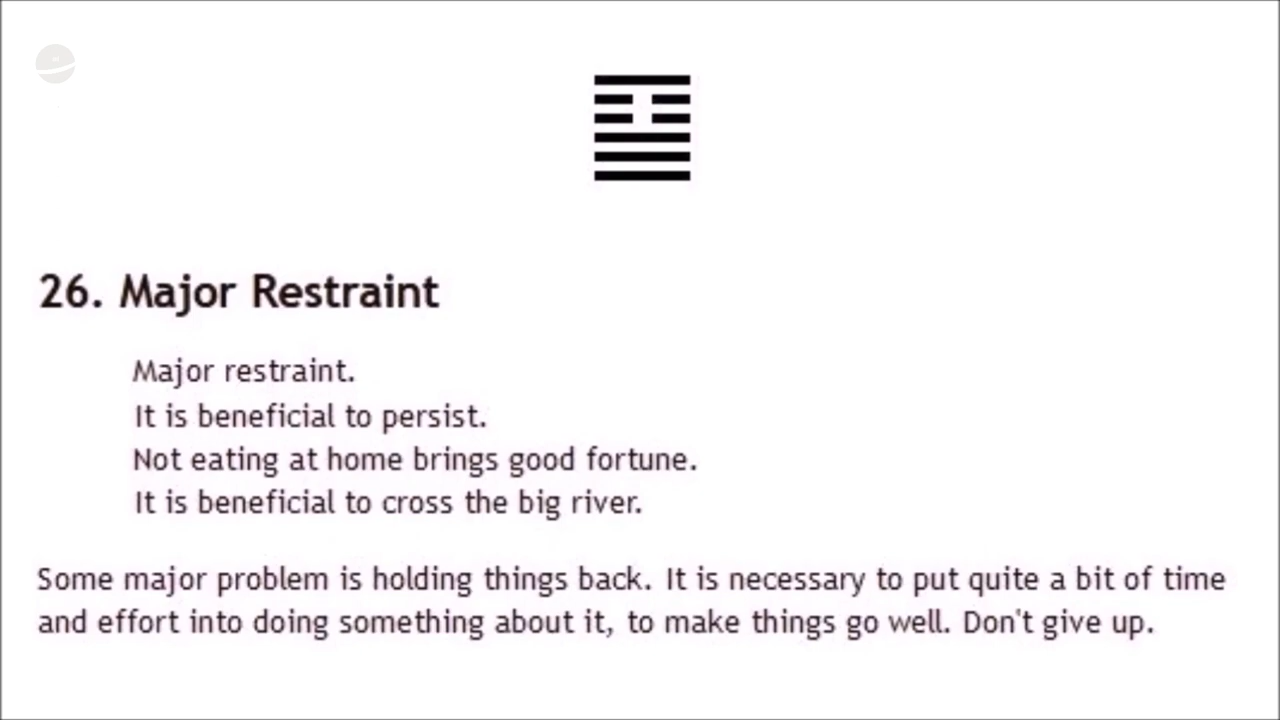 26. Major Restraint
Major restraint.
It is beneficial to persist.
Not eating at home brings good fortune.
It is beneficial to cross the big river.
Some major problem is holding things back. It is necessary to put quite a bit of time
and effort into doing something about it, to make things go well. Don't give up.